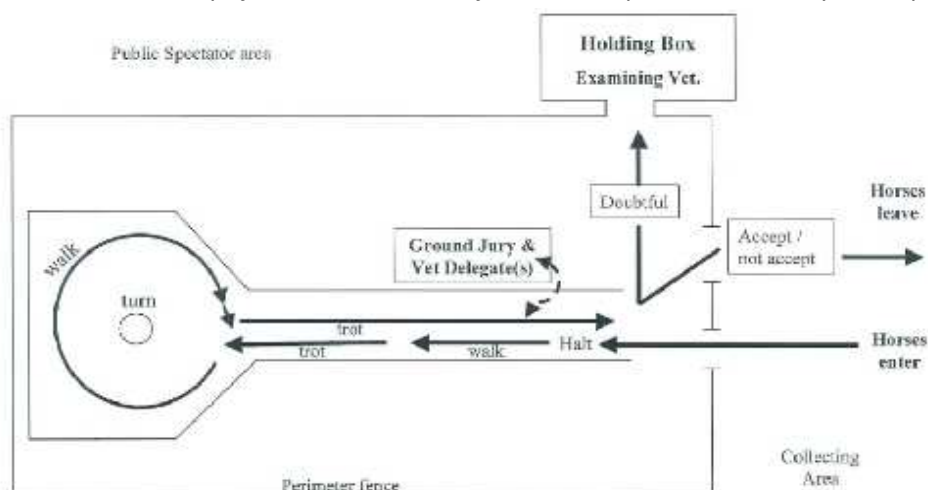 Public Spectator area
Holding Box
Examining Vet.
Doubtful
Horses
leave
Accept /
not accept
Ground Jury &
Vet Delegate(s)
walk
turn
trot
trot
walk
Halt
Horses
enter
Collecting
Area
Perimeter fence